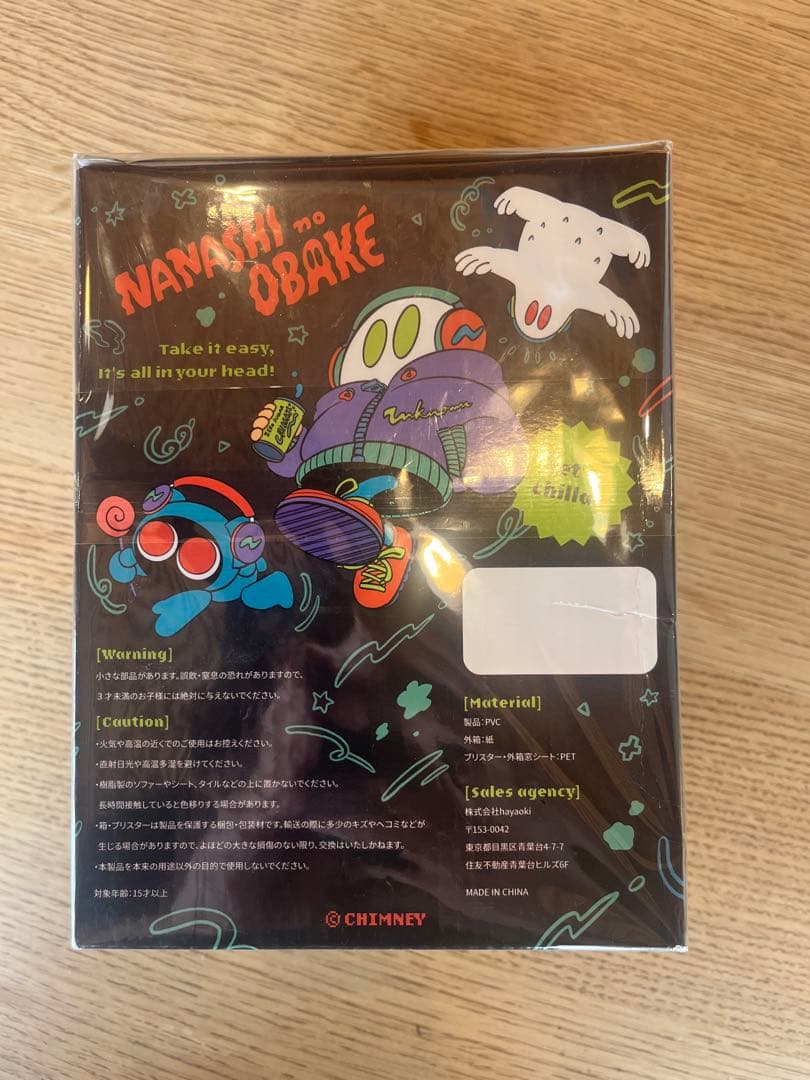 NANASHI no
OBAKÉ
Take it easy,
It's all in your head!
Unknown
[Warning]
小さな部品があります。誤飲・窒息の恐れがありますので、
3才未満のお子様には絶対に与えないでください。
[Caution]
・火気や高温の近くでのご使用はお控えください。
・直射日光や高温多湿を避けてください。
・樹脂製のソファーやシート、タイルなどの上に置かないでください。
長時間接触していると色移りする場合があります。
・箱・ブリスターは製品を保護する梱包・包装材です。輸送の際に多少のキズやヘコミなどが
生じる場合がありますので、よほどの大きな損傷のない限り、交換はいたしかねます。
・本製品を本来の用途以外の目的で使用しないでください。
対象年齢:15才以上
[Material]
製品:PVC
外箱:紙
ブリスター・外箱窓シート:PET
[Sales agency]
株式会社hayaoki
〒153-0042
東京都目黒区青葉台4-7-7
住友不動産青葉台ヒルズ6F
MADE IN CHINA
© CHIMNEY